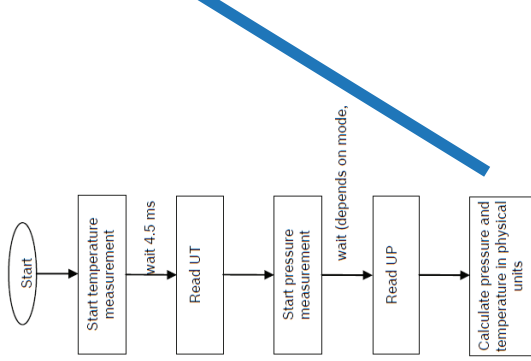 Start
Start temperature
measurement
wait 4.5 ms
Read UT
Start pressure
measurement
wait (depends on mode,
Read UP
Calculate pressure and
temperature in physical
units